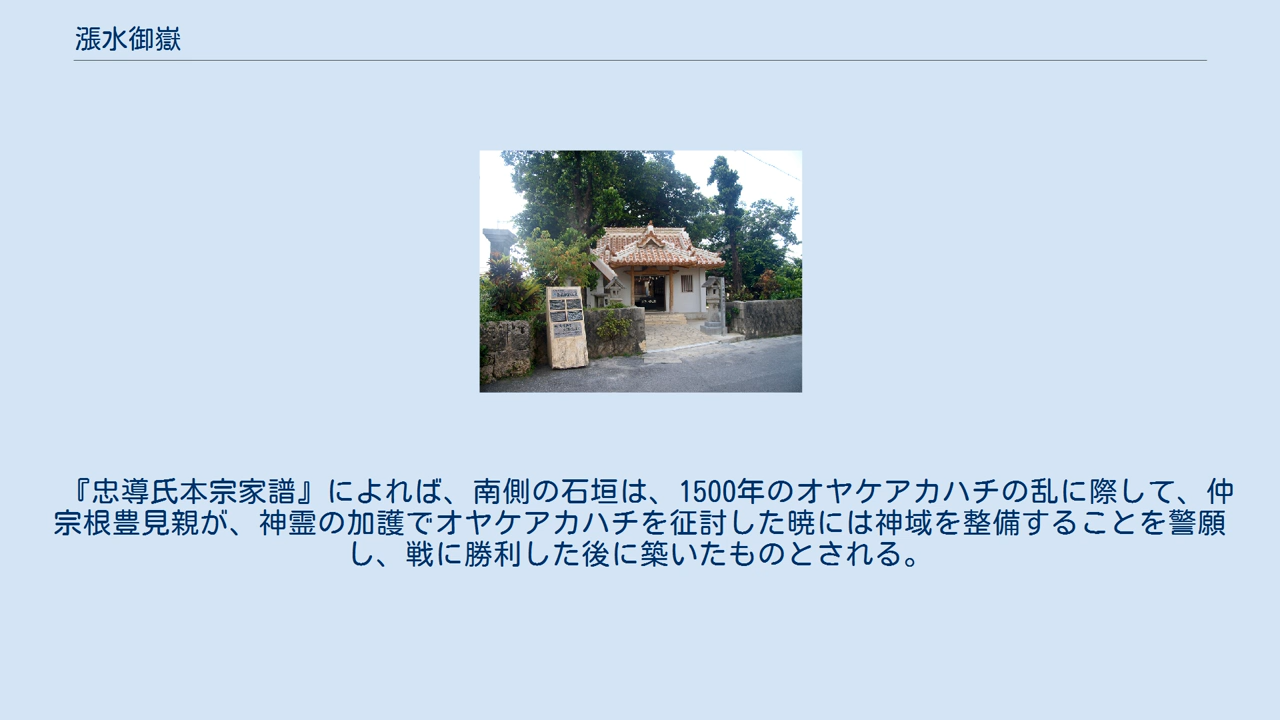 漲水御嶽
『忠導氏本宗家譜』によれば、南側の石垣は、1500年のオヤケアカハチの乱に際して、仲
宗根豊見親が、神霊の加護でオヤケアカハチを征討した暁には神域を整備することを警願
し、戦に勝利した後に築いたものとされる。